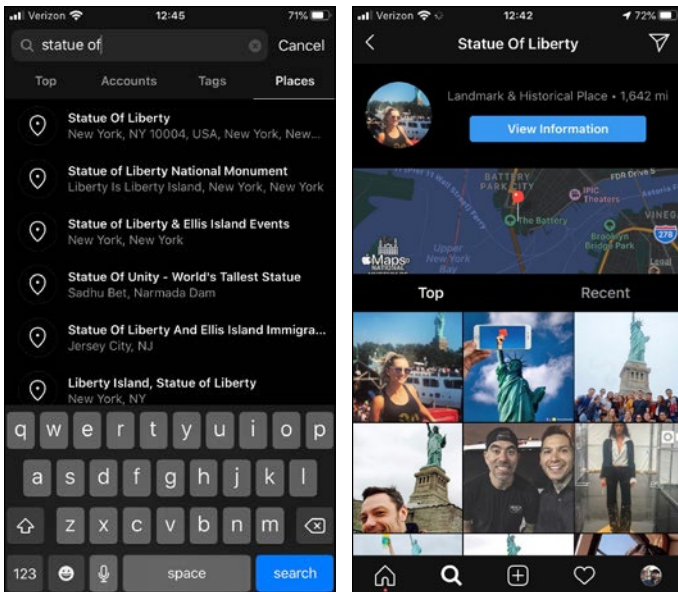 Verizon 12:45 71%
statue of Cancel
Top Accounts Tags Places
Statue Of Liberty
New York, NY 10004, USA, New York, New...
Statue of Liberty National Monument
Liberty Is Liberty Island, New York, New York
Statue of Liberty & Ellis Island Events
New York, New York
Statue Of Unity - World's Tallest Statue
Sadhu Bet, Narmada Dam
Statue Of Liberty And Ellis Island Immigra...
Jersey City, NJ
Liberty Island, Statue of Liberty
New York, NY
q w e r t y u i o p
a s d f g h j k l
z x c v b n m
123 space search
Verizon 12:42 72%
Statue Of Liberty
Landmark & Historical Place • 1,642 mi
View Information
BATTERY
PARK CITY
FDR Drive S
IPIC
Theaters
Astoria F
The Battery
VINEG
278
Brooklyn
Bridge Park
Upper
New York
Bay
Legal
Maps
NATIONAL
Top Recent